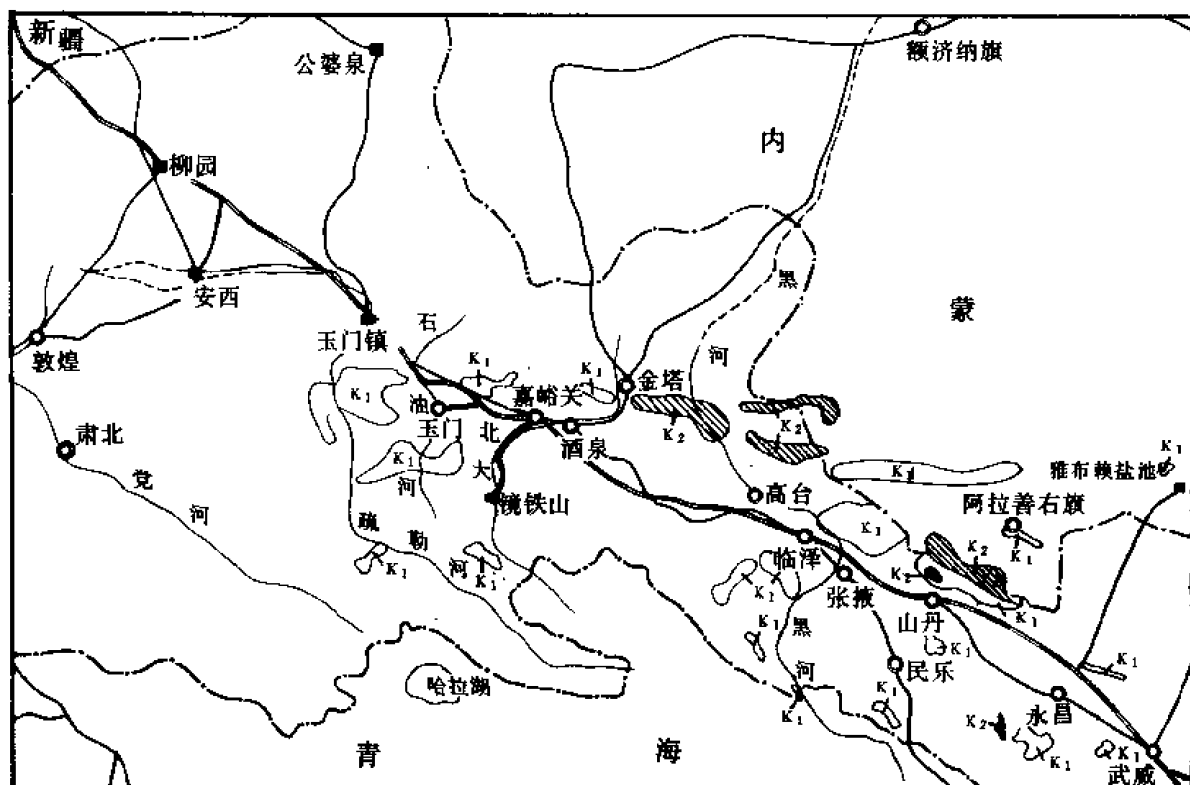 新疆
公婆泉
额济纳旗
内
柳园
黑
安西
蒙
石
玉门镇
河
敦煌
K1
K1
金塔
K1
嘉峪关
油
玉门
北
K2
K2
酒泉
肃北
K1
K1
K1
雅布赖盐池
大
党
河
河
镜铁山
高台
阿拉善右旗
疏
勒
K1
K2
K1
临泽
K1
河
K1
K1
K2
张掖
山丹
K1
K1
黑
K1
民乐
K1
哈拉湖
河
K1
K1
永昌
K2
青
海
K1
K1
武威